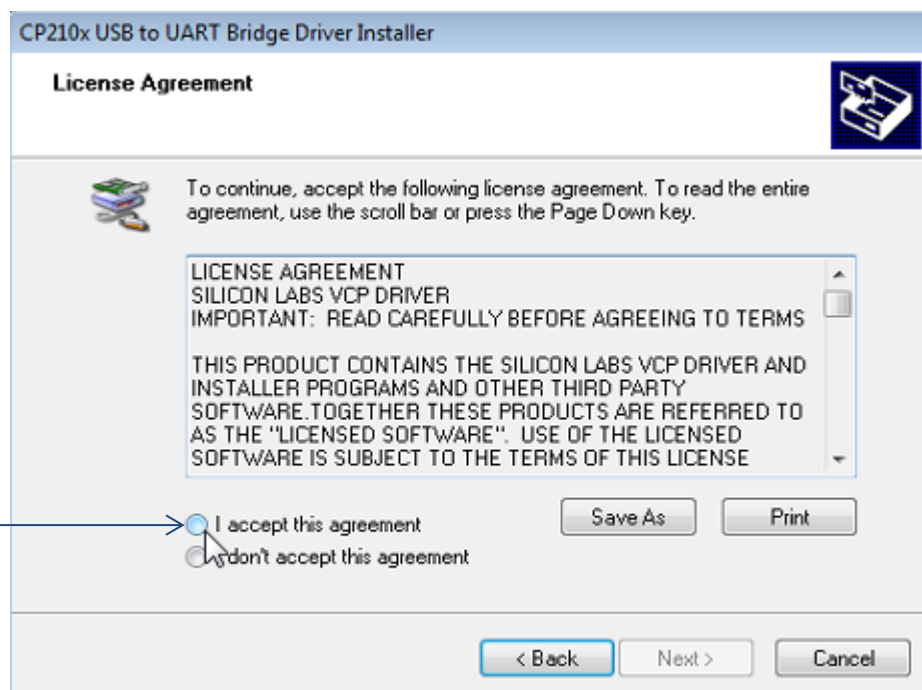 CP210x USB to UART Bridge Driver Installer
License Agreement
To continue, accept the following license agreement. To read the entire
agreement, use the scroll bar or press the Page Down key.
LICENSE AGREEMENT
SILICON LABS VCP DRIVER
IMPORTANT:  READ CAREFULLY BEFORE AGREEING TO TERMS
THIS PRODUCT CONTAINS THE SILICON LABS VCP DRIVER AND
INSTALLER PROGRAMS AND OTHER THIRD PARTY
SOFTWARE.TOGETHER THESE PRODUCTS ARE REFERRED TO
AS THE "LICENSED SOFTWARE".  USE OF THE LICENSED
SOFTWARE IS SUBJECT TO THE TERMS OF THIS LICENSE
I accept this agreement
Save As
Print
don't accept this agreement
< Back
Next >
Cancel